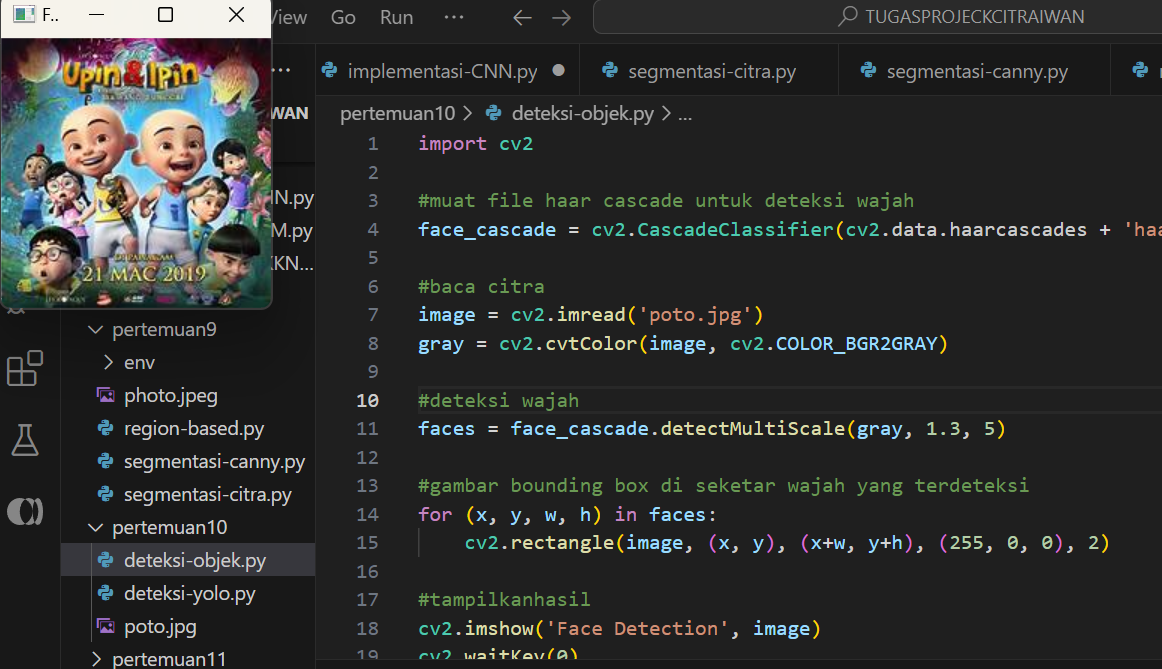 F..
View Go Run ...
TUGASPROJECKCITRAIWAN
Upin&Ipin
DI PAWAGAM
21 MAC 2019
...
WAN
N.py
M.py
KN...
pertemuan9
env
photo.jpeg
region-based.py
segmentasi-canny.py
segmentasi-citra.py
pertemuan10
deteksi-objek.py
deteksi-yolo.py
poto.jpg
pertemuan11
implementasi-CNN.py
segmentasi-citra.py
segmentasi-canny.py
pertemuan10 > deteksi-objek.py > ...
1 import cv2
2
3 #muat file haar cascade untuk deteksi wajah
4 face_cascade = cv2.CascadeClassifier(cv2.data.haarcascades + 'haa
5
6 #baca citra
7 image = cv2.imread('poto.jpg')
8 gray = cv2.cvtColor(image, cv2.COLOR_BGR2GRAY)
9
10 #deteksi wajah
11 faces = face_cascade.detectMultiScale(gray, 1.3, 5)
12
13 #gambar bounding box di seketar wajah yang terdeteksi
14 for (x, y, w, h) in faces:
15 cv2.rectangle(image, (x, y), (x+w, y+h), (255, 0, 0), 2)
16
17 #tampilkanhasil
18 cv2.imshow('Face Detection', image)
19 cv2.waitKey(0)